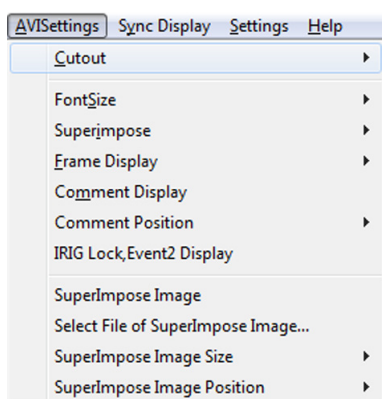 AVISettings Sync Display Settings Help
Cutout
FontSize
Superimpose
Frame Display
Comment Display
Comment Position
IRIG Lock,Event2 Display
SuperImpose Image
Select File of SuperImpose Image...
SuperImpose Image Size
SuperImpose Image Position